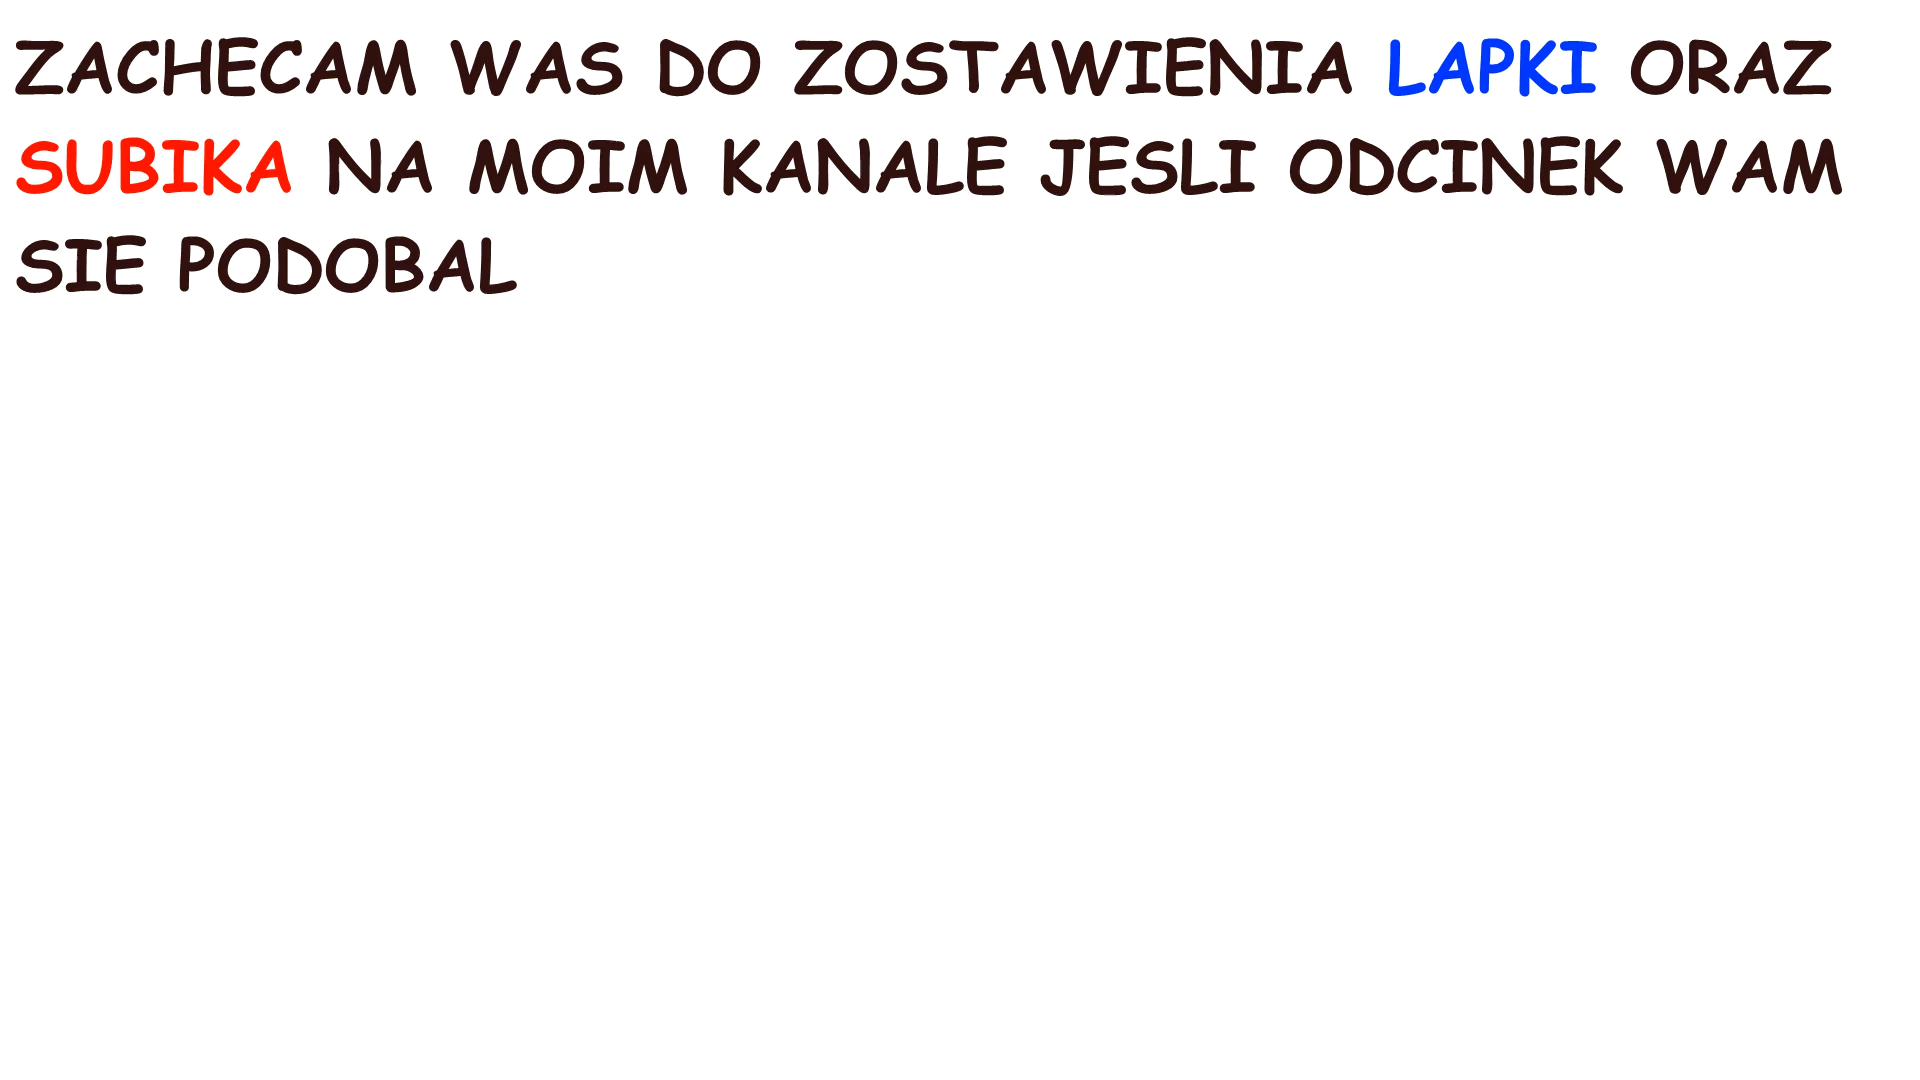 ZACHECAM WAS DO ZOSTAWIENIA LAPKI ORAZ
SUBIKA NA MOIM KANALE JESLI ODCINEK WAM
SIE PODOBAL